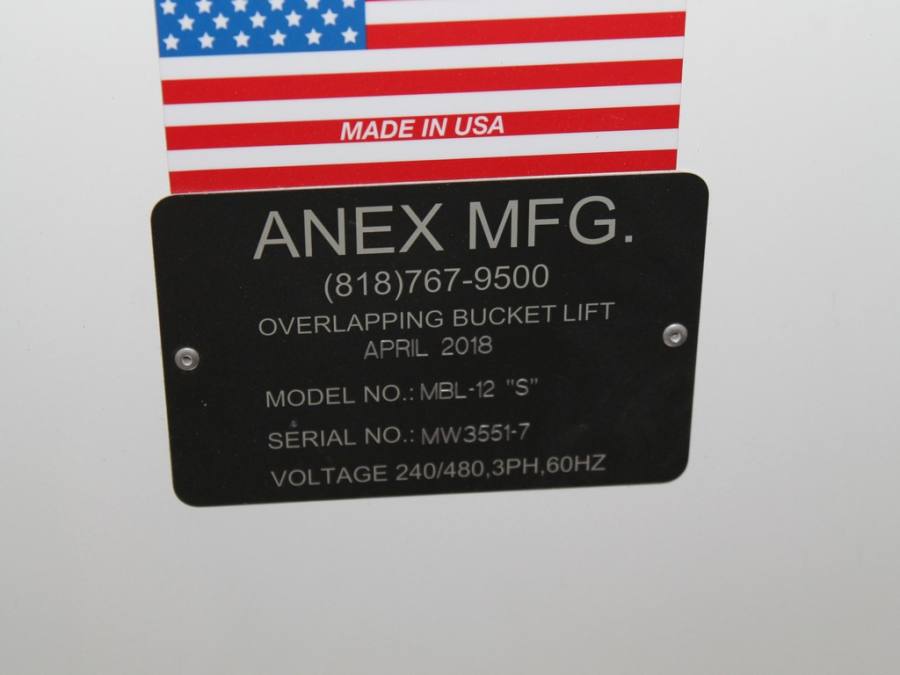 MADE IN USA
ANEX MFG.
(818)767-9500
OVERLAPPING BUCKET LIFT
APRIL 2018
MODEL NO.: MBL-12 "S"
SERIAL NO.: MW3551-7
VOLTAGE 240/480,3PH,60HZ